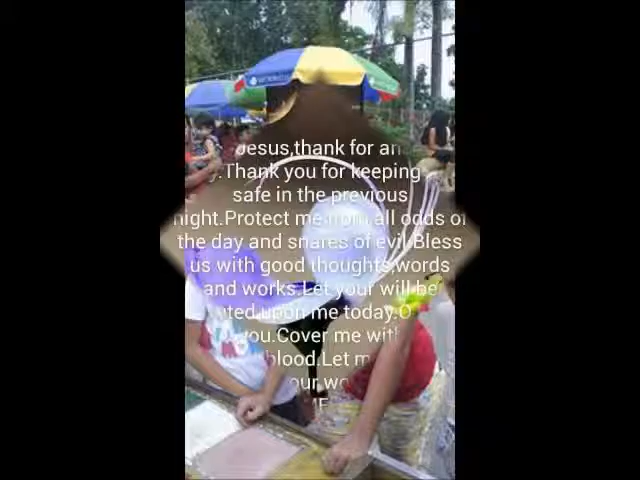 Jesus,thank for an
.Thank you for keeping
safe in the previous
night.Protect me from all odds of
the day and snares of evil.Bless
us with good thoughts,words
and works.Let your will be
upon me today.O
you.Cover me with
blood.Let m
our wo